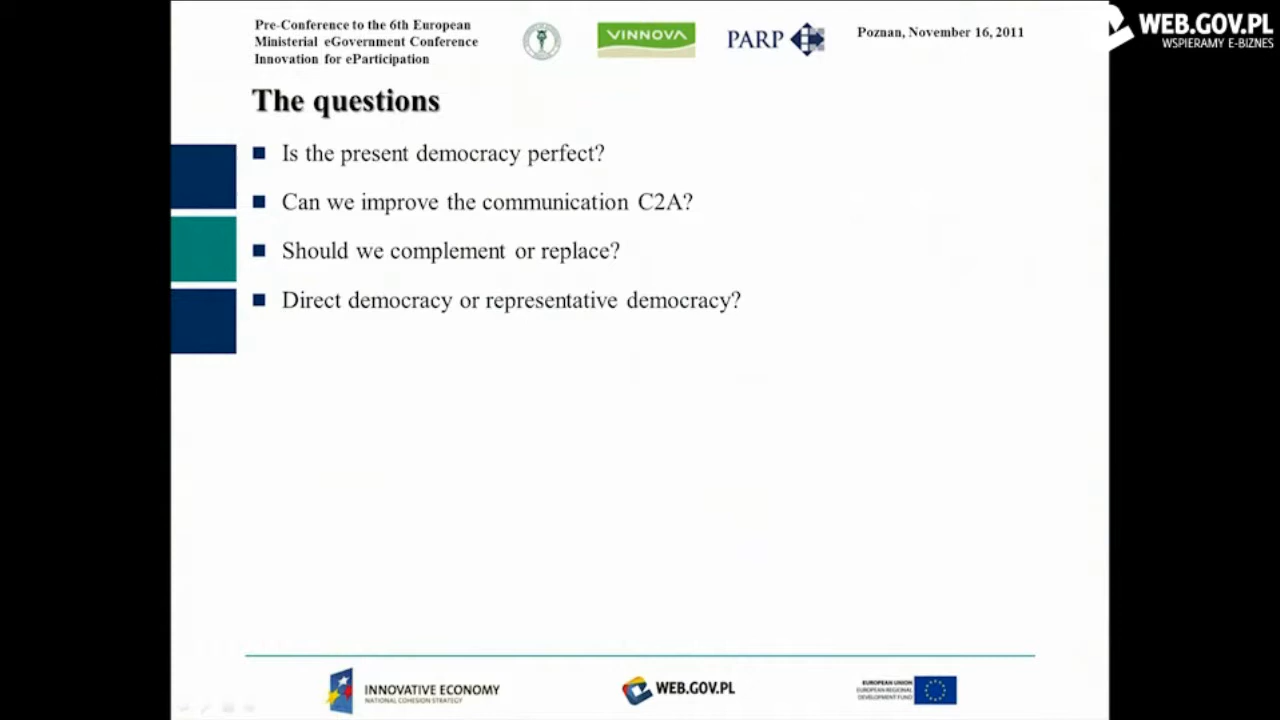 Pre-Conference to the 6th European
Ministerial eGovernment Conference
Innovation for eParticipation
VINNOVA
PARP
Poznan, November 16, 2011
WEB.GOV.PL
WSPIERAMY E-BIZNES
The questions
Is the present democracy perfect?
Can we improve the communication C2A?
Should we complement or replace?
Direct democracy or representative democracy?
INNOVATIVE ECONOMY
NATIONAL COHESION STRATEGY
WEB.GOV.PL
EUROPEAN UNION
EUROPEAN REGIONAL
DEVELOPMENT FUND